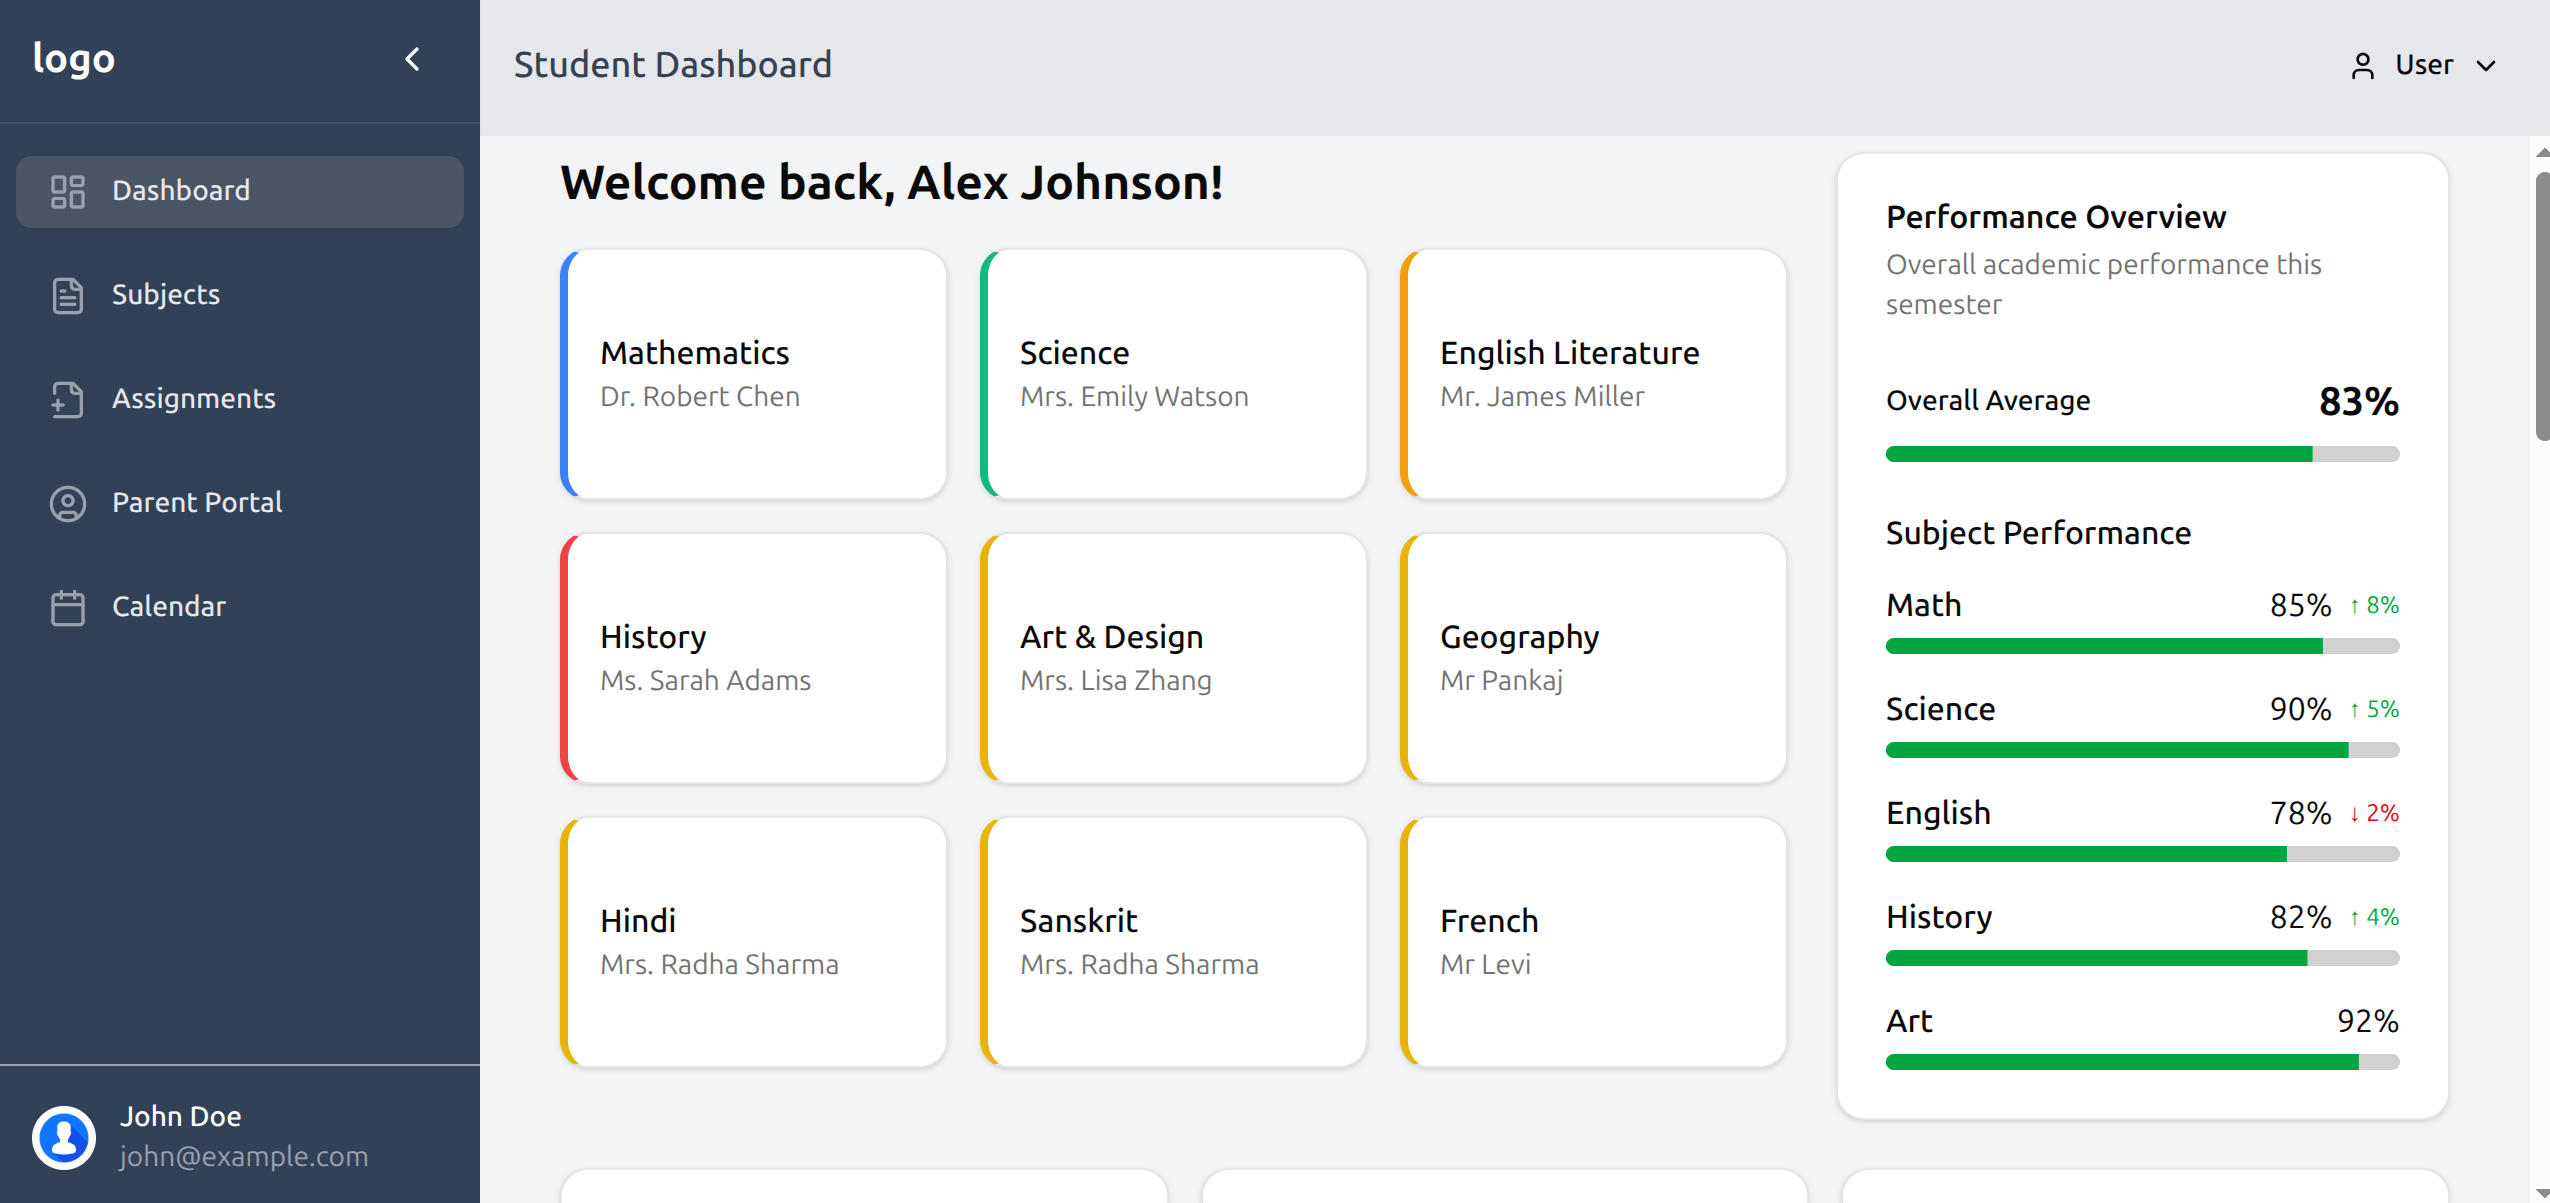 logo
Dashboard
Subjects
Assignments
Parent Portal
Calendar
John Doe
john@example.com
Student Dashboard
User
Welcome back, Alex Johnson!
Mathematics
Dr. Robert Chen
Science
Mrs. Emily Watson
English Literature
Mr. James Miller
History
Ms. Sarah Adams
Art & Design
Mrs. Lisa Zhang
Geography
Mr Pankaj
Hindi
Mrs. Radha Sharma
Sanskrit
Mrs. Radha Sharma
French
Mr Levi
Performance Overview
Overall academic performance this
semester
Overall Average 83%
Subject Performance
Math 85% ↑ 8%
Science 90% ↑ 5%
English 78% ↓ 2%
History 82% ↑ 4%
Art 92%